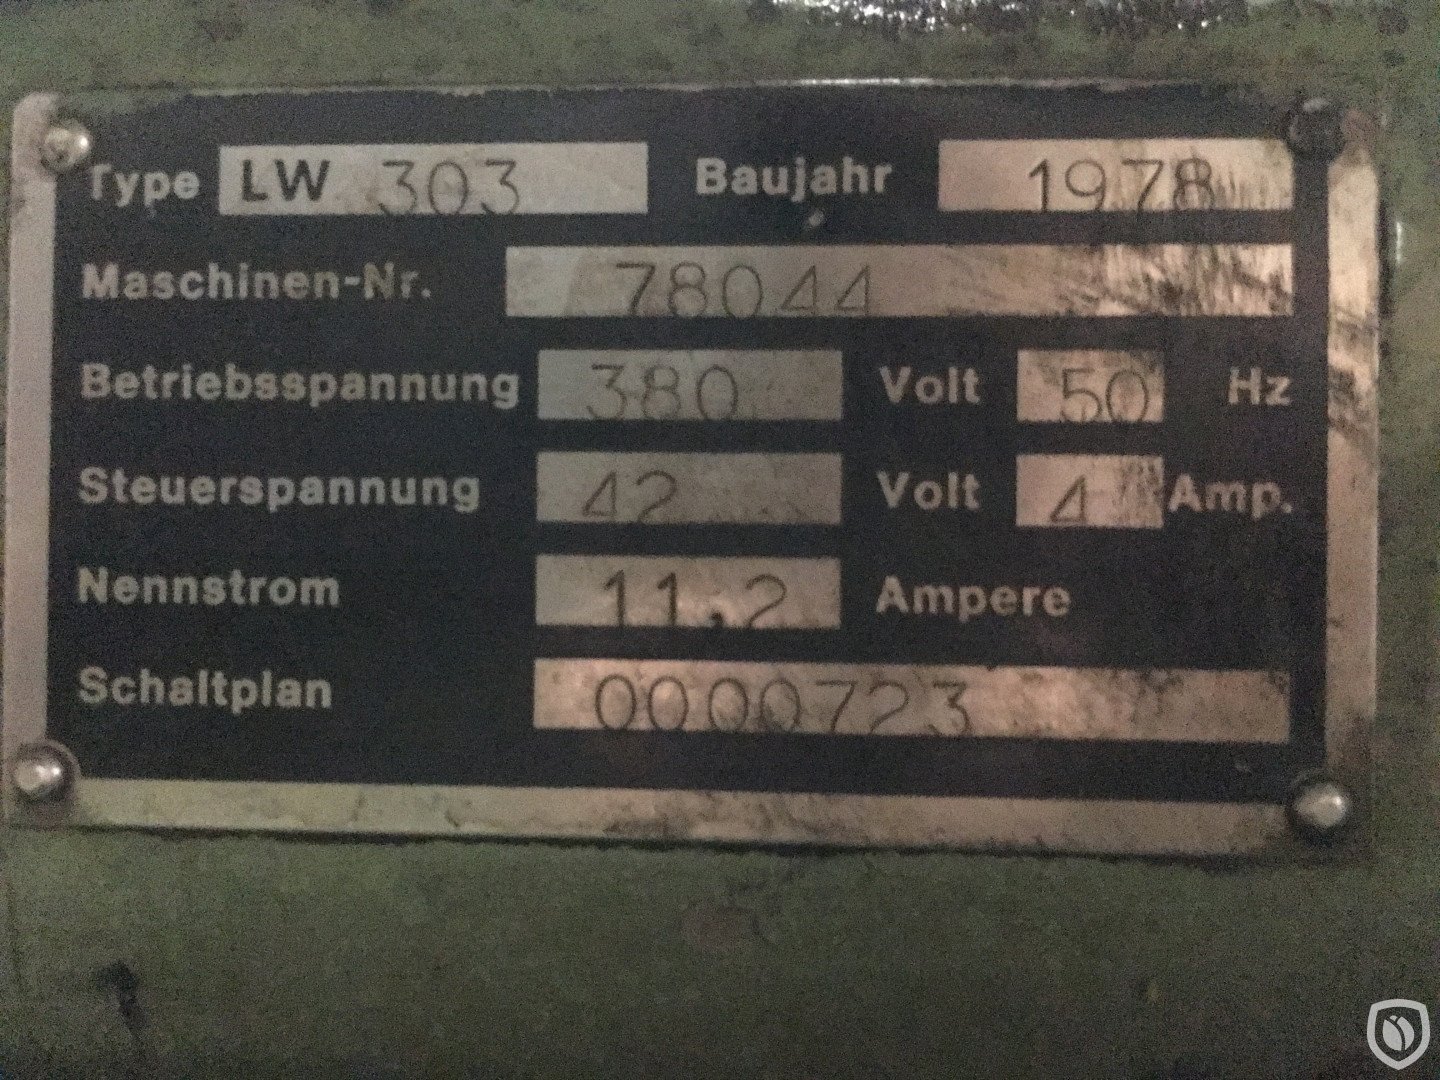 Type LW 303 Baujahr 1978
Maschinen-Nr. 78044
Betriebsspannung 380 Volt 50 Hz
Steuerspannung 42 Volt 4 Amp.
Nennstrom 11,2 Ampere
Schaltplan 0000723